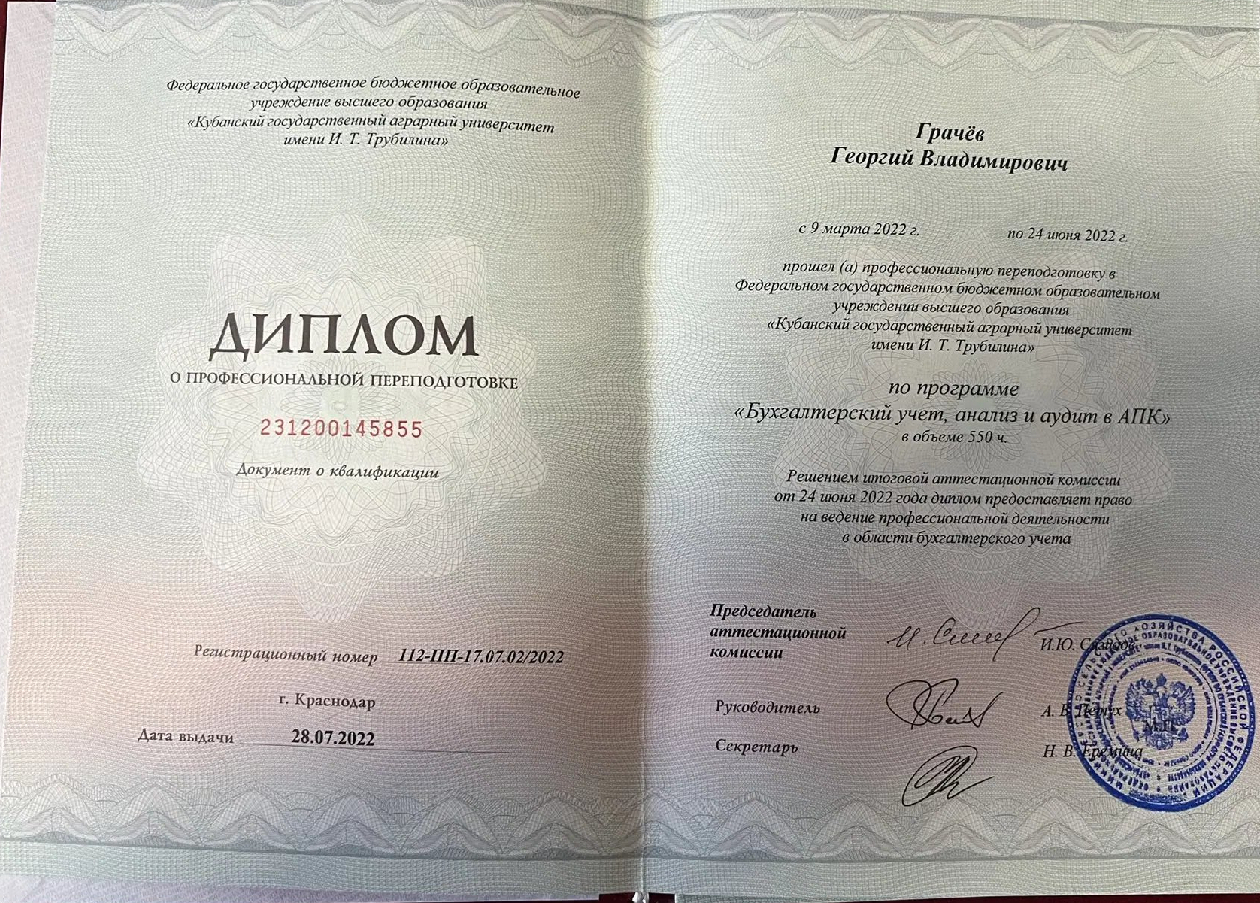 Федеральное государственное бюджетное образовательное
учреждение высшего образования
«Кубанский государственный аграрный университет
имени И. Т. Трубилина»
ДИПЛОМ
О ПРОФЕССИОНАЛЬНОЙ ПЕРЕПОДГОТОВКЕ
231200145855
Документ о квалификации
Регистрационный номер 112-ПП-17.07.02/2022
г. Краснодар
Дата выдачи 28.07.2022
Грачёв
Георгий Владимирович
с 9 марта 2022 г. по 24 июня 2022 г.
прошел (а) профессиональную переподготовку в
Федеральном государственном бюджетном образовательном
учреждении высшего образования
«Кубанский государственный аграрный университет
имени И. Т. Трубилина»
по программе
«Бухгалтерский учет, анализ и аудит в АПК»
в объеме 550 ч.
Решением итоговой аттестационной комиссии
от 24 июня 2022 года диплом предоставляет право
на ведение профессиональной деятельности
в области бухгалтерского учета
Председатель
аттестационной
комиссии
И.Ю.
Руководитель
А. В.
Секретарь
Н. В. Еремина
М.П.